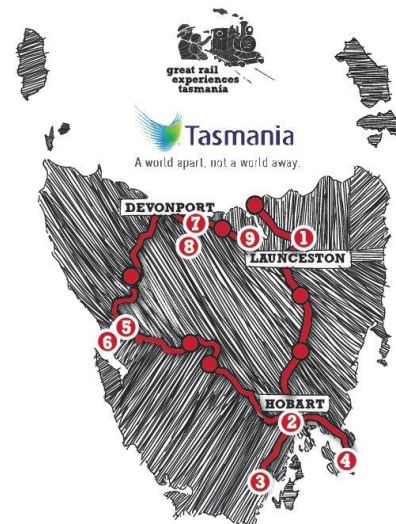 great rail
experiences
tasmania
Tasmania
A world apart, not a world away.
DEVONPORT
7
8
9
1
LAUNCESTON
6
5
HOBART
2
3
4